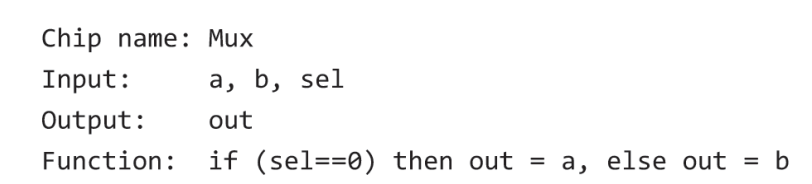 Chip name: Mux
Input:     a, b, sel
Output:    out
Function:  if (sel==0) then out = a, else out = b